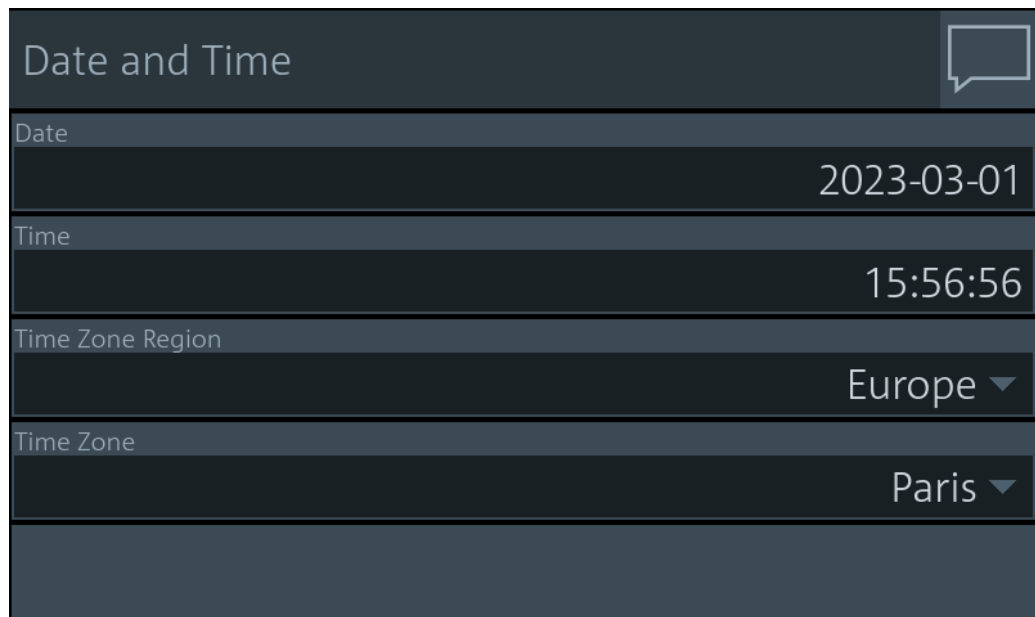 Date and Time
Date
2023-03-01
Time
15:56:56
Time Zone Region
Europe
Time Zone
Paris